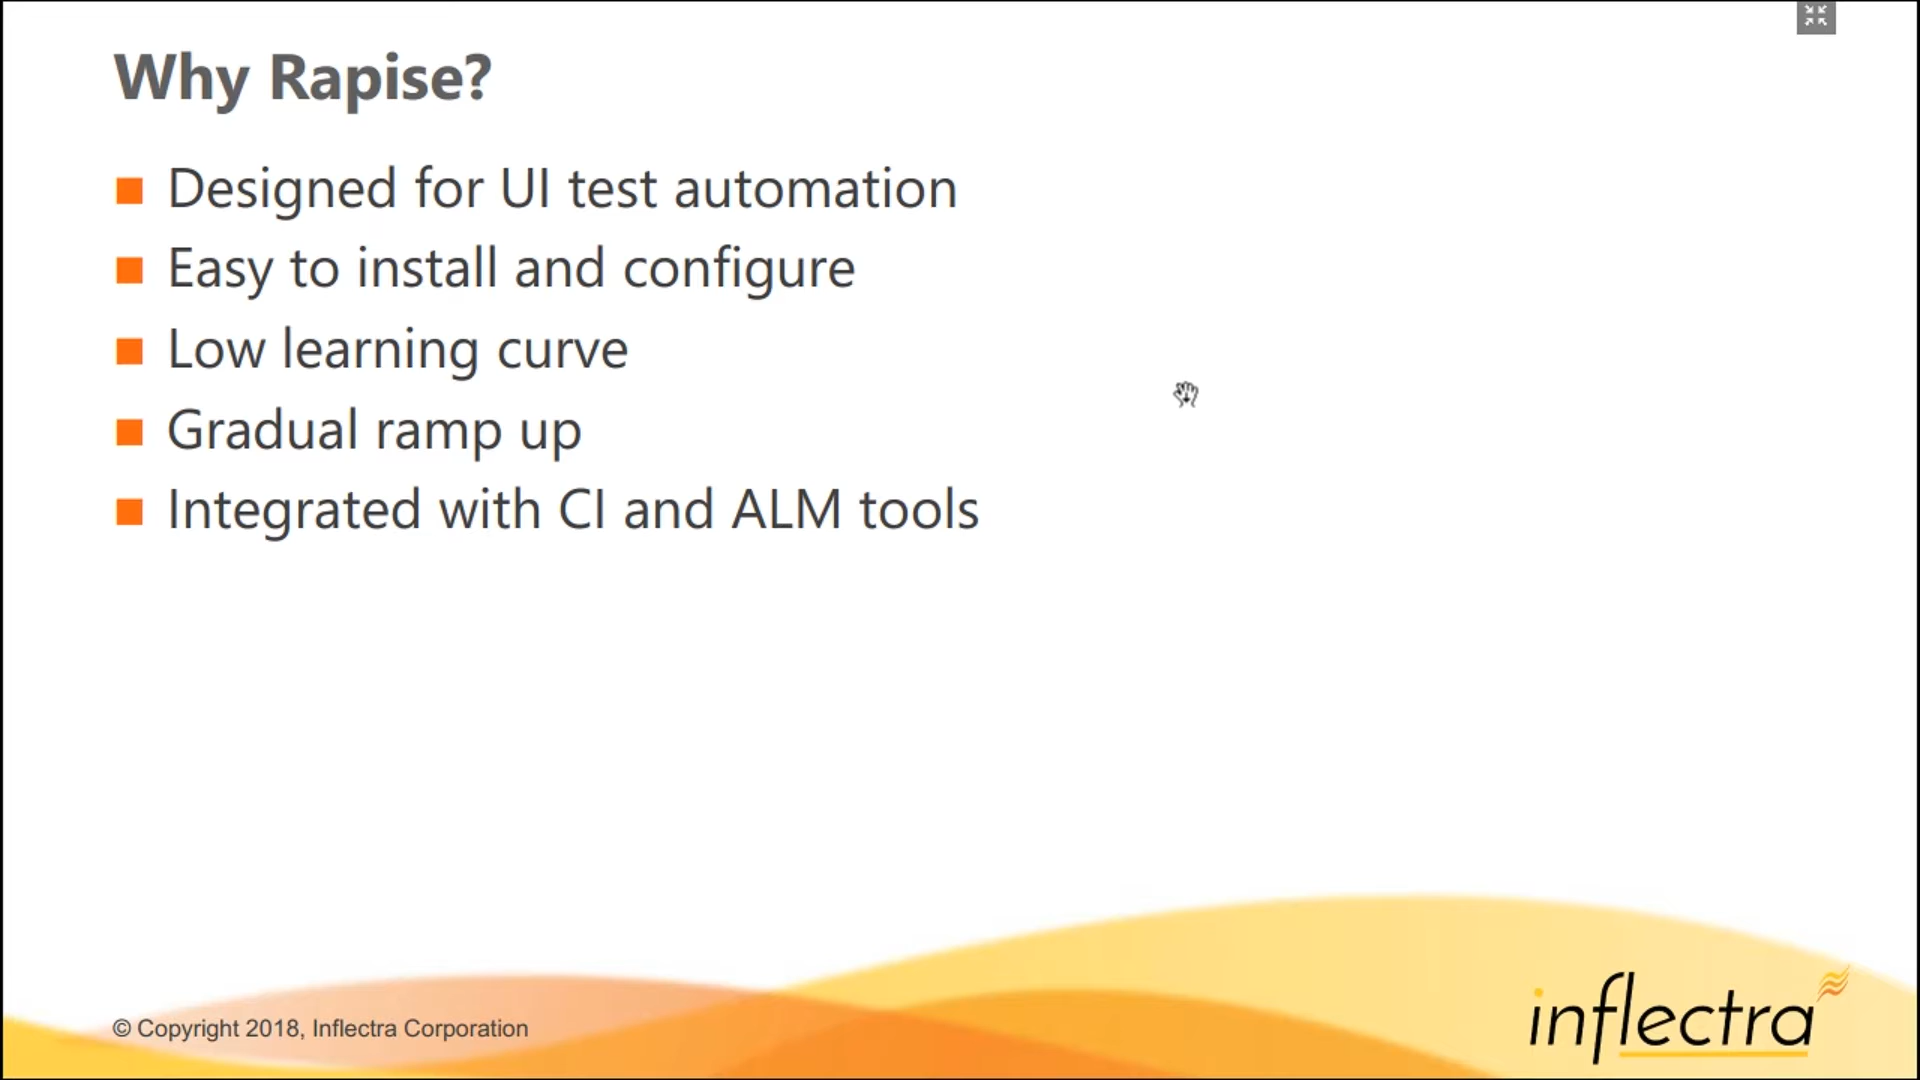 Why Rapise?
Designed for UI test automation
Easy to install and configure
Low learning curve
Gradual ramp up
Integrated with CI and ALM tools
© Copyright 2018, Inflectra Corporation
inflectra